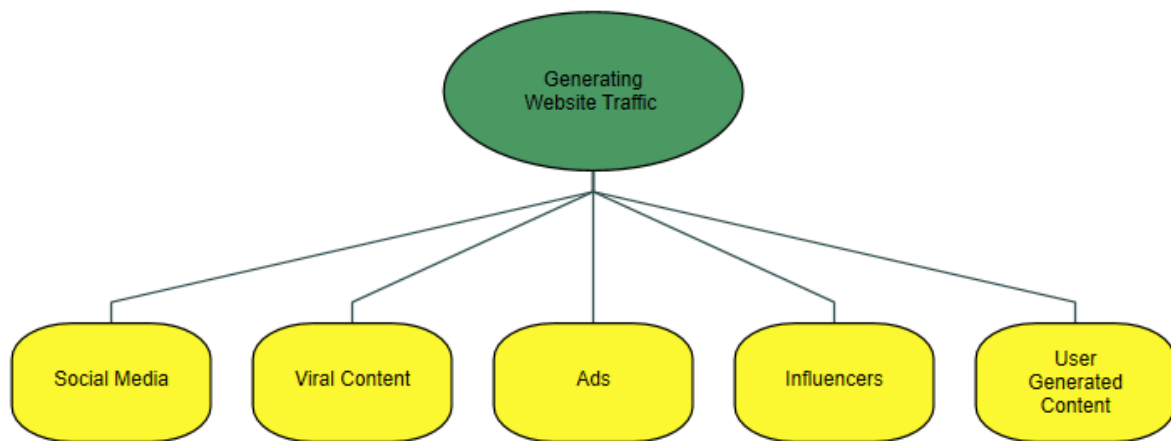 Generating
Website Traffic
Social Media
Viral Content
Ads
Influencers
User
Generated
Content